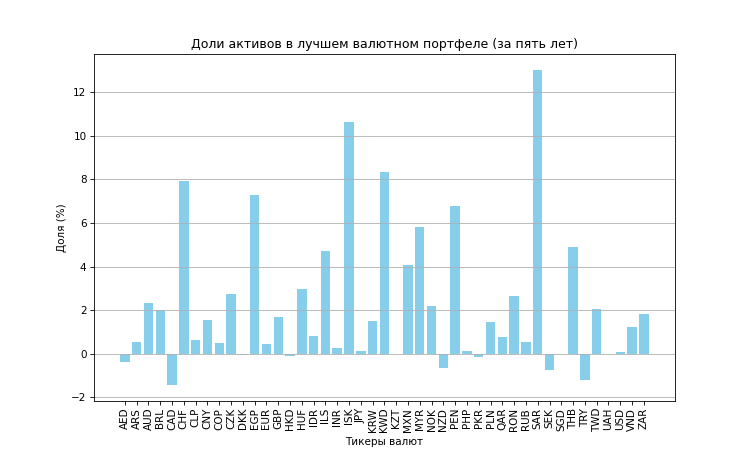 Доли активов в лучшем валютном портфеле (за пять лет)
Доля (%)
12
10
8
6
4
2
0
−2
AED ARS AUD BRL CAD CHF CLP CNY COP CZK DKK EGP EUR GBP HKD HUF IDR ILS INR ISK JPY KRW KWD KZT MXN MYR NOK NZD PEN PHP PKR PLN QAR RON RUB SAR SEK SGD THB TRY TWD UAH USD VND ZAR
Тикеры валют